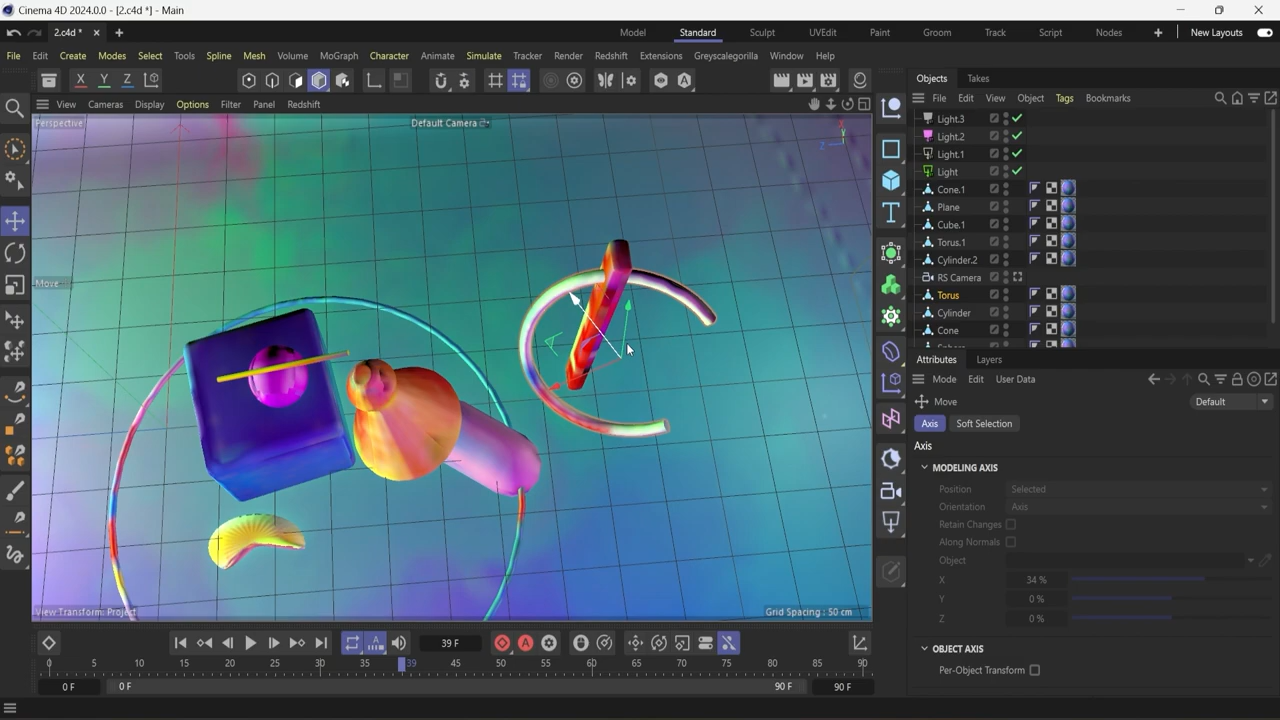 Cinema 4D 2024.0.0 - [2.c4d *] - Main
2.c4d *
Model
Standard
Sculpt
UVEdit
Paint
Groom
Track
Script
Nodes
New Layouts
File Edit Create Modes Select Tools Spline Mesh Volume MoGraph Character Animate Simulate Tracker Render Redshift Extensions Greyscalegorilla Window Help
X Y Z
Objects Takes
View Cameras Display Options Filter Panel Redshift
File Edit View Object Tags Bookmarks
Perspective
Default Camera
X
Y
Z
Light.3
Light.2
Light.1
Light
Cone.1
Plane
Cube.1
Torus.1
Cylinder.2
RS Camera
Torus
Cylinder
Cone
Move
Attributes Layers
Mode Edit User Data
Move
Default
Axis Soft Selection
Axis
MODELING AXIS
Position Selected
Orientation Axis
Retain Changes
Along Normals
Object
X 34 %
Y 0 %
Z 0 %
OBJECT AXIS
Per-Object Transform
View Transform: Project
Grid Spacing : 50 cm
39 F
0 5 10 15 20 25 30 35 39 45 50 55 60 65 70 75 80 85 90
0 F
0 F
90 F
90 F